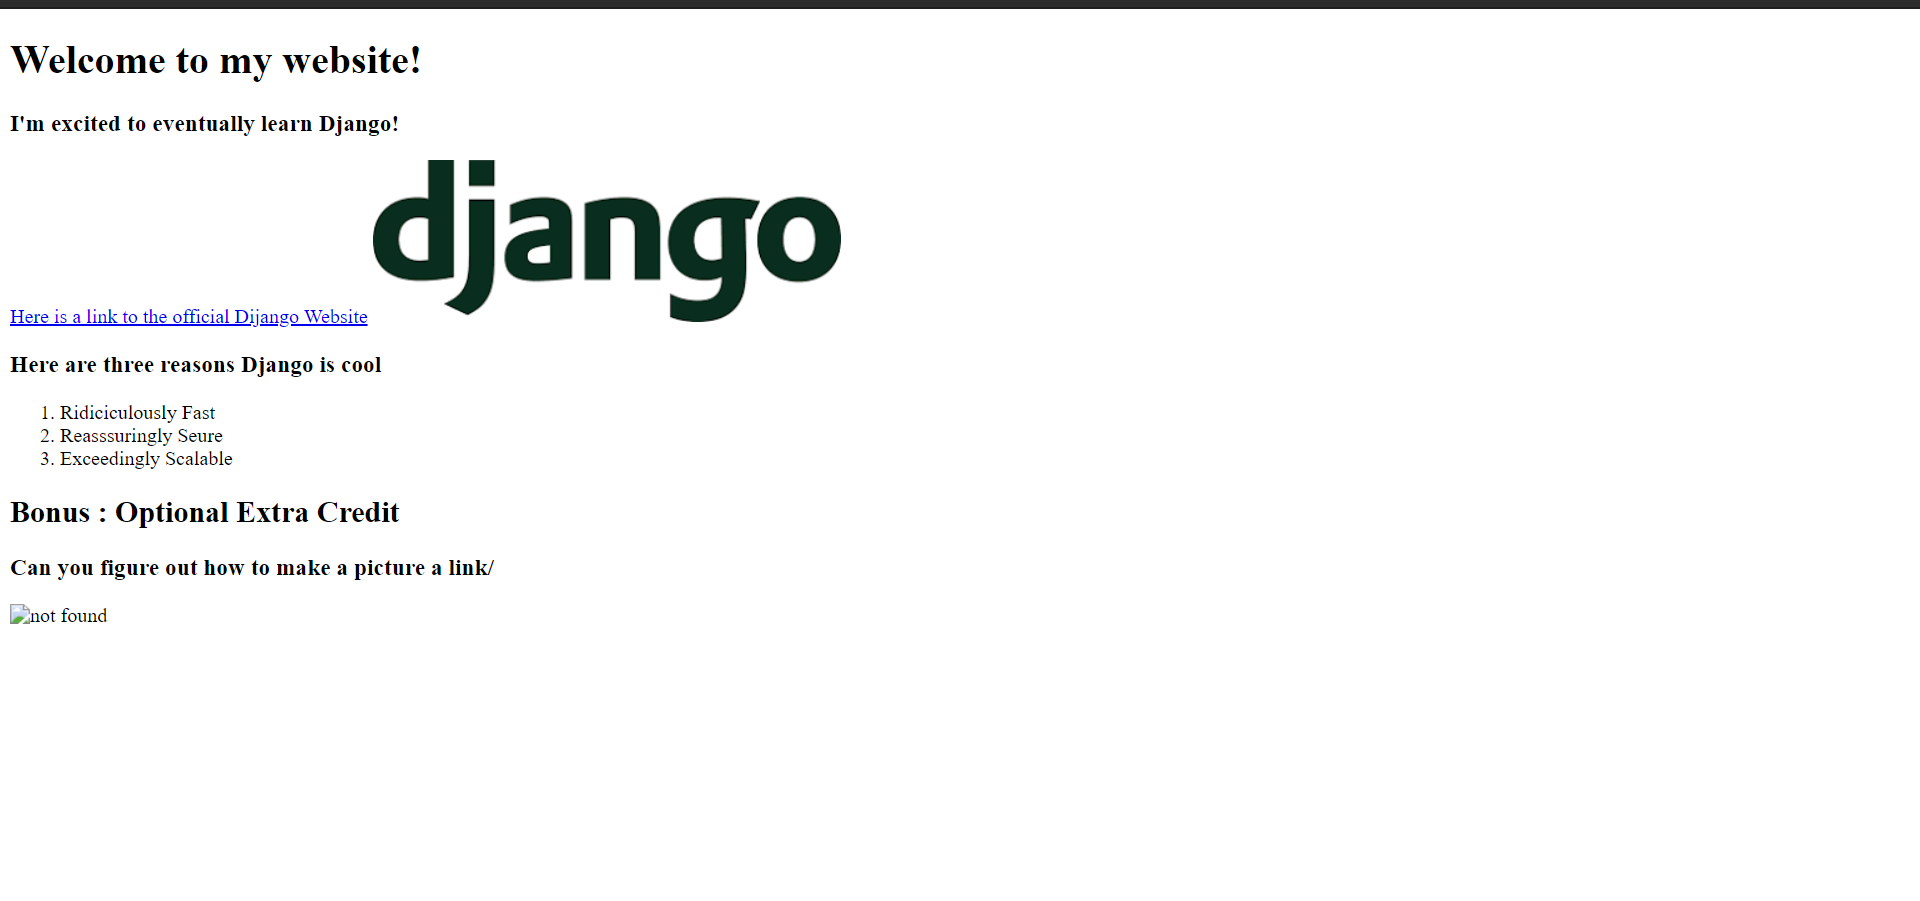 Welcome to my website!
I'm excited to eventually learn Django!
django
Here is a link to the official Dijango Website
Here are three reasons Django is cool
1. Ridiciculously Fast
2. Reasssuringly Seure
3. Exceedingly Scalable
Bonus : Optional Extra Credit
Can you figure out how to make a picture a link/
not found